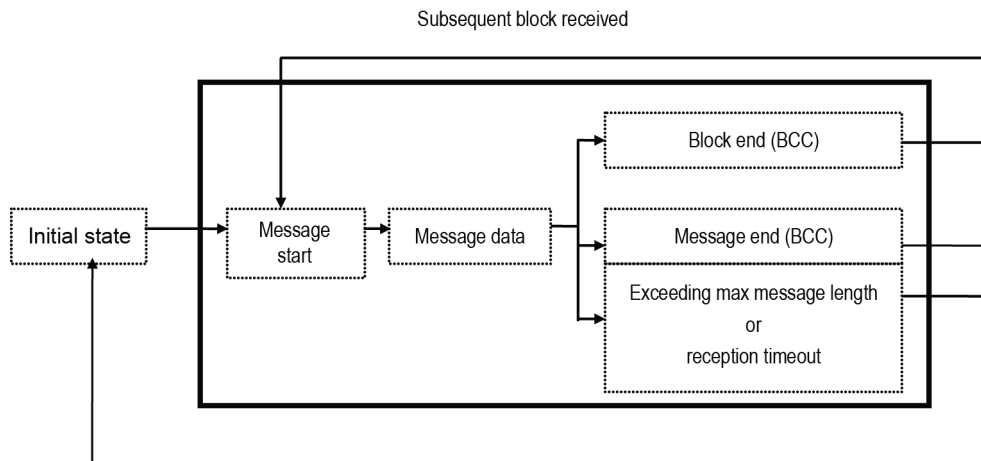 Subsequent block received
Block end (BCC)
Initial state
Message
start
Message data
Message end (BCC)
Exceeding max message length
or
reception timeout